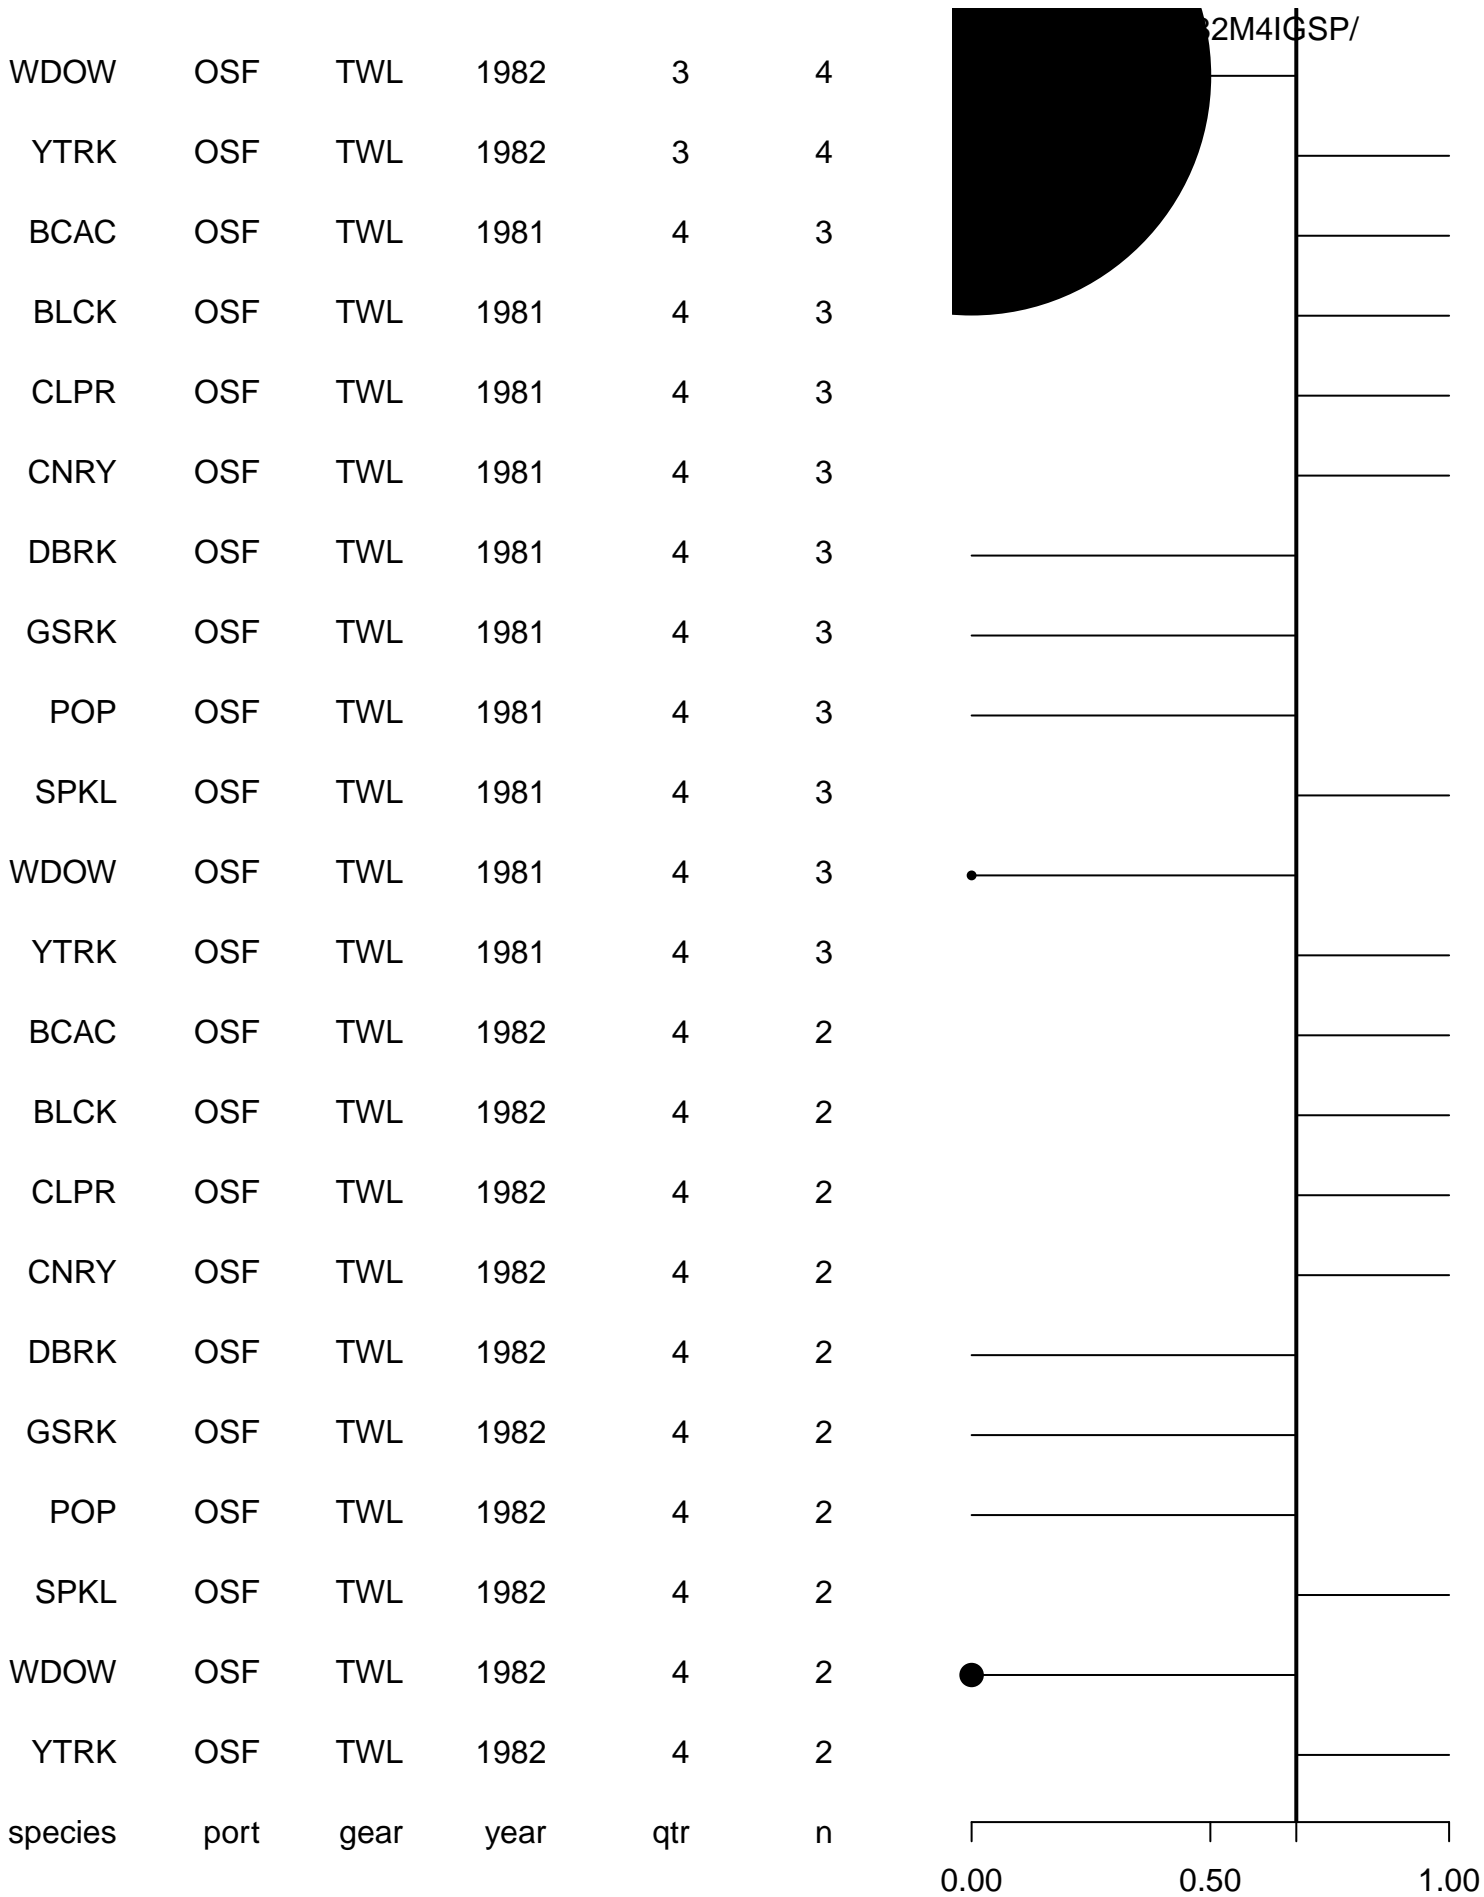 2M4IGSP/
WDOW OSF TWL 1982 3 4
YTRK OSF TWL 1982 3 4
BCAC OSF TWL 1981 4 3
BLCK OSF TWL 1981 4 3
CLPR OSF TWL 1981 4 3
CNRY OSF TWL 1981 4 3
DBRK OSF TWL 1981 4 3
GSRK OSF TWL 1981 4 3
POP OSF TWL 1981 4 3
SPKL OSF TWL 1981 4 3
WDOW OSF TWL 1981 4 3
YTRK OSF TWL 1981 4 3
BCAC OSF TWL 1982 4 2
BLCK OSF TWL 1982 4 2
CLPR OSF TWL 1982 4 2
CNRY OSF TWL 1982 4 2
DBRK OSF TWL 1982 4 2
GSRK OSF TWL 1982 4 2
POP OSF TWL 1982 4 2
SPKL OSF TWL 1982 4 2
WDOW OSF TWL 1982 4 2
YTRK OSF TWL 1982 4 2
species port gear year qtr n
0.00 0.50 1.00